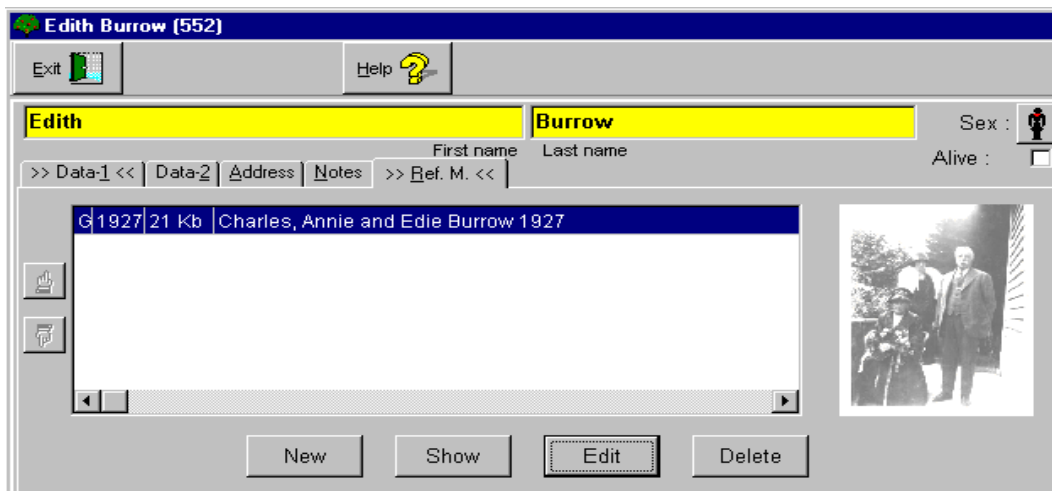 Edith Burrow (552)
Exit Help
Edith Burrow Sex :
First name Last name
Alive :
>> Data-1 << Data-2 Address Notes >> Ref. M. <<
G 1927 21 Kb Charles, Annie and Edie Burrow 1927
New Show Edit Delete